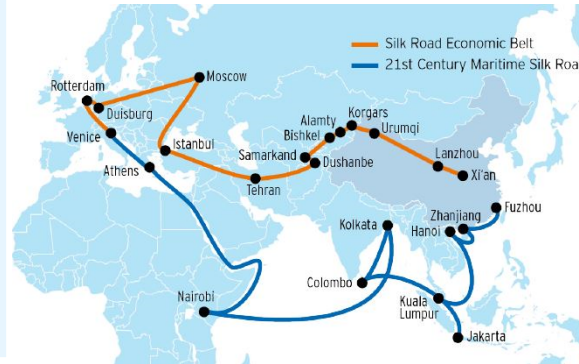 Silk Road Economic Belt
21st Century Maritime Silk Roa
Moscow
Rotterdam
Duisburg
Venice
Istanbul
Athens
Samarkand
Bishkel
Alamty
Korgars
Urumqi
Dushanbe
Tehran
Lanzhou
Xi'an
Kolkata
Zhanjiang
Hanoi
Fuzhou
Nairobi
Colombo
Kuala
Lumpur
Jakarta